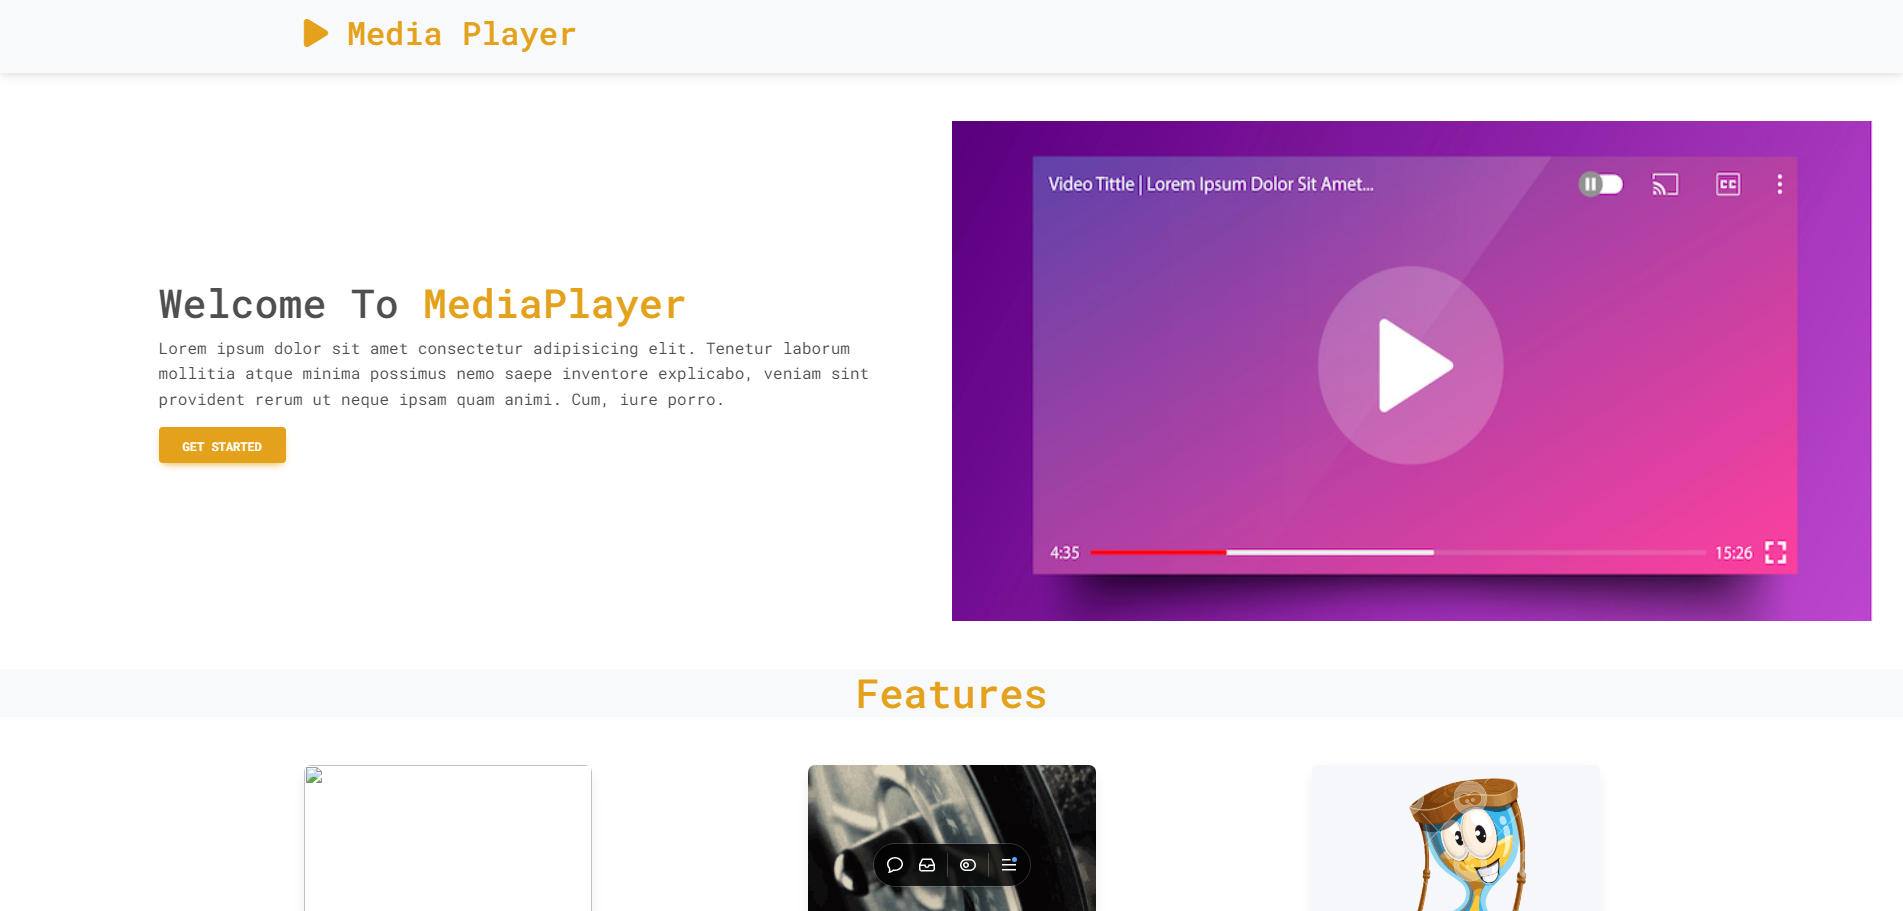 Media Player
Welcome To MediaPlayer
Lorem ipsum dolor sit amet consectetur adipisicing elit. Tenetur laborum
mollitia atque minima possimus nemo saepe inventore explicabo, veniam sint
provident rerum ut neque ipsam quam animi. Cum, iure porro.
GET STARTED
Video Tittle | Lorem Ipsum Dolor Sit Amet...
CC
4:35
15:26
Features